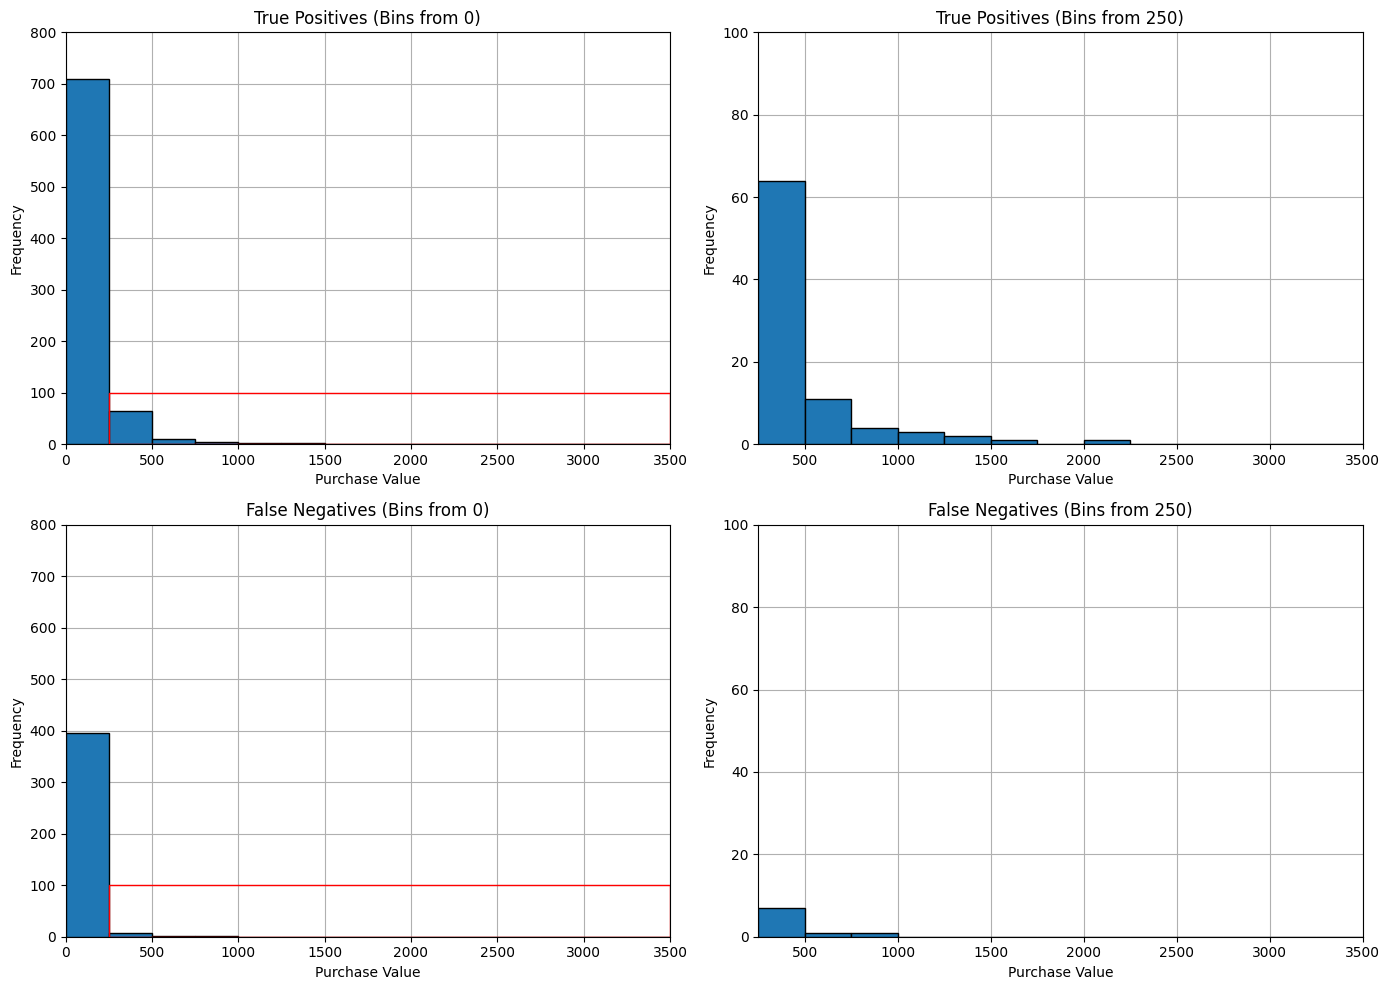 True Positives (Bins from 0)
800
700
600
500
400
300
200
100
0
Frequency
0 500 1000 1500 2000 2500 3000 3500
Purchase Value
True Positives (Bins from 250)
100
80
60
40
20
0
Frequency
500 1000 1500 2000 2500 3000 3500
Purchase Value
False Negatives (Bins from 0)
800
700
600
500
400
300
200
100
0
Frequency
0 500 1000 1500 2000 2500 3000 3500
Purchase Value
False Negatives (Bins from 250)
100
80
60
40
20
0
Frequency
500 1000 1500 2000 2500 3000 3500
Purchase Value